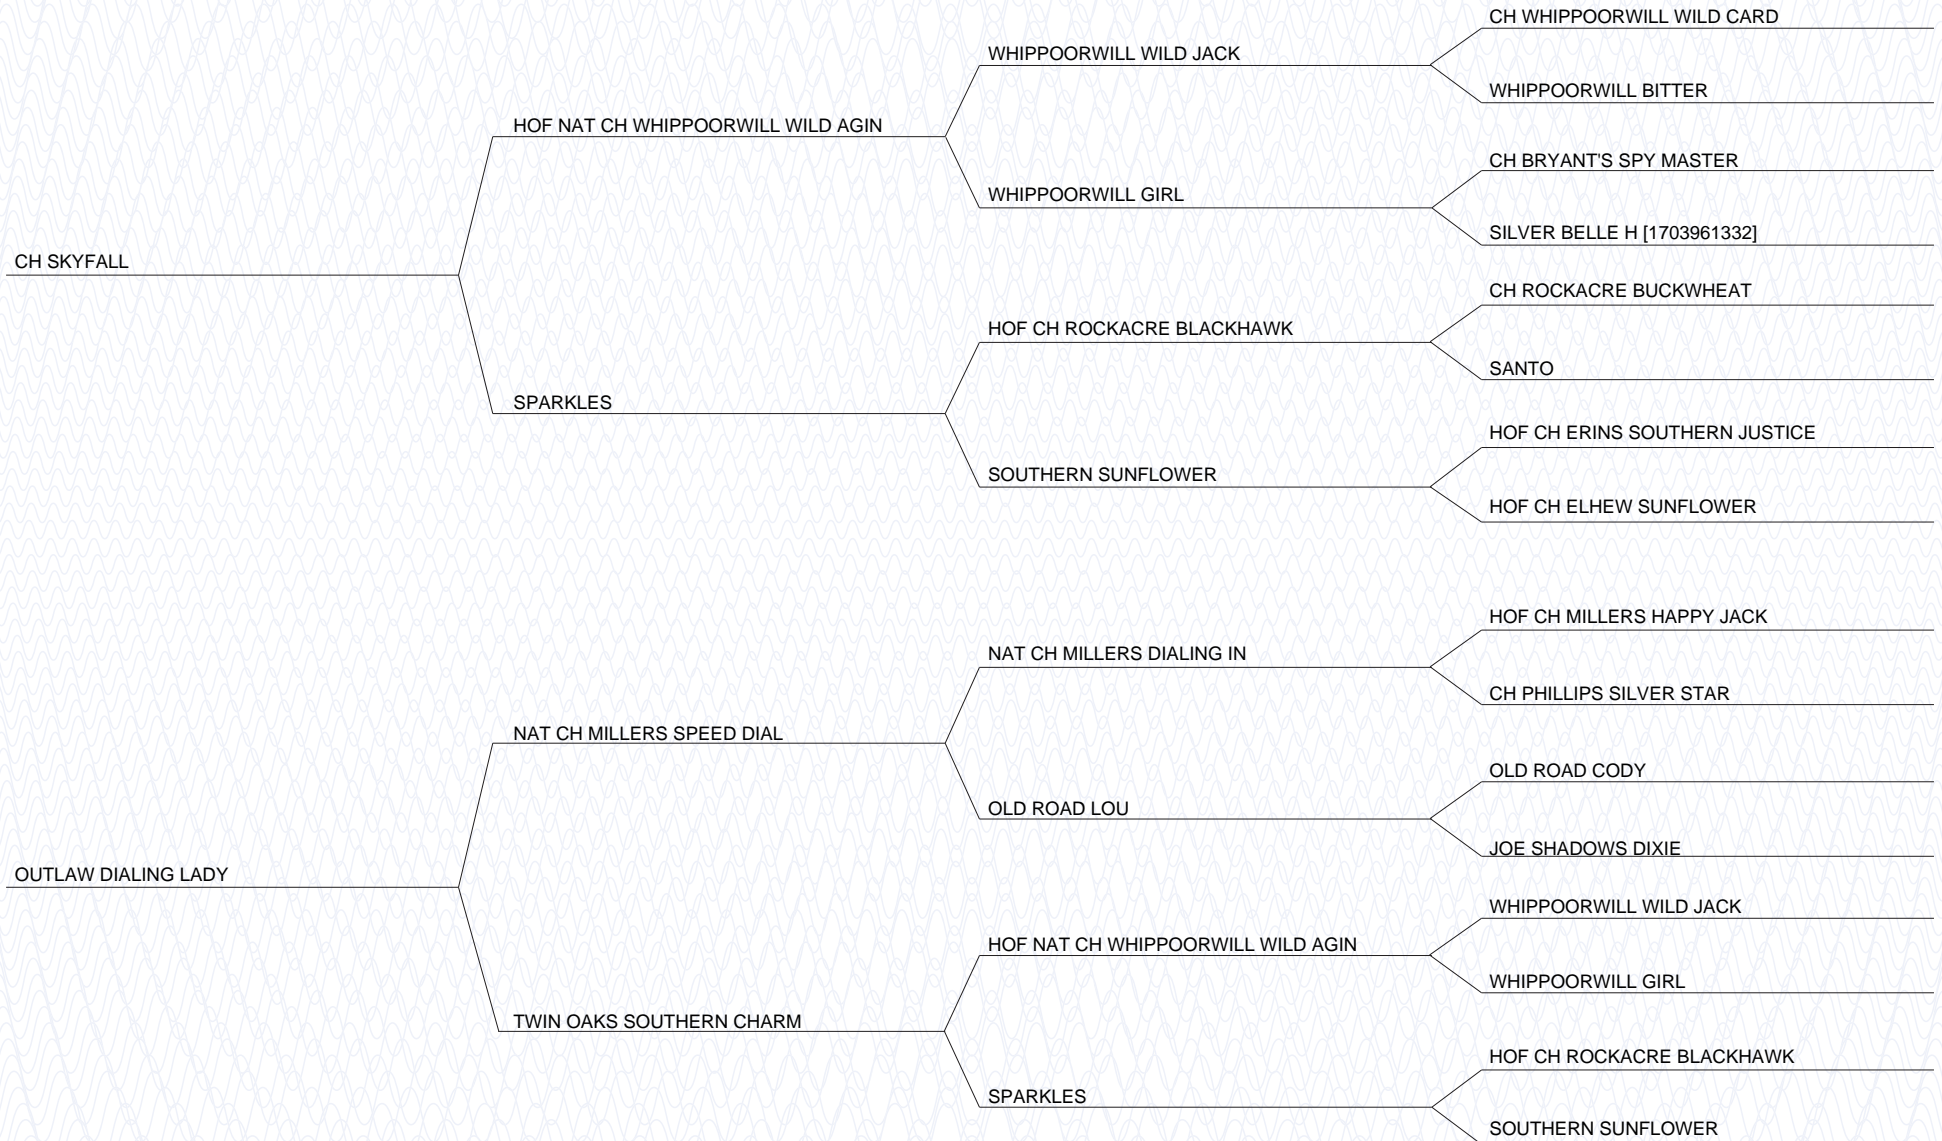 CH WHIPPOORWILL WILD CARD
WHIPPOORWILL WILD JACK
WHIPPOORWILL BITTER
HOF NAT CH WHIPPOORWILL WILD AGIN
CH BRYANT'S SPY MASTER
WHIPPOORWILL GIRL
SILVER BELLE H [1703961332]
CH SKYFALL
CH ROCKACRE BUCKWHEAT
HOF CH ROCKACRE BLACKHAWK
SANTO
SPARKLES
HOF CH ERINS SOUTHERN JUSTICE
SOUTHERN SUNFLOWER
HOF CH ELHEW SUNFLOWER
HOF CH MILLERS HAPPY JACK
NAT CH MILLERS DIALING IN
CH PHILLIPS SILVER STAR
NAT CH MILLERS SPEED DIAL
OLD ROAD CODY
OLD ROAD LOU
JOE SHADOWS DIXIE
OUTLAW DIALING LADY
WHIPPOORWILL WILD JACK
HOF NAT CH WHIPPOORWILL WILD AGIN
WHIPPOORWILL GIRL
TWIN OAKS SOUTHERN CHARM
HOF CH ROCKACRE BLACKHAWK
SPARKLES
SOUTHERN SUNFLOWER